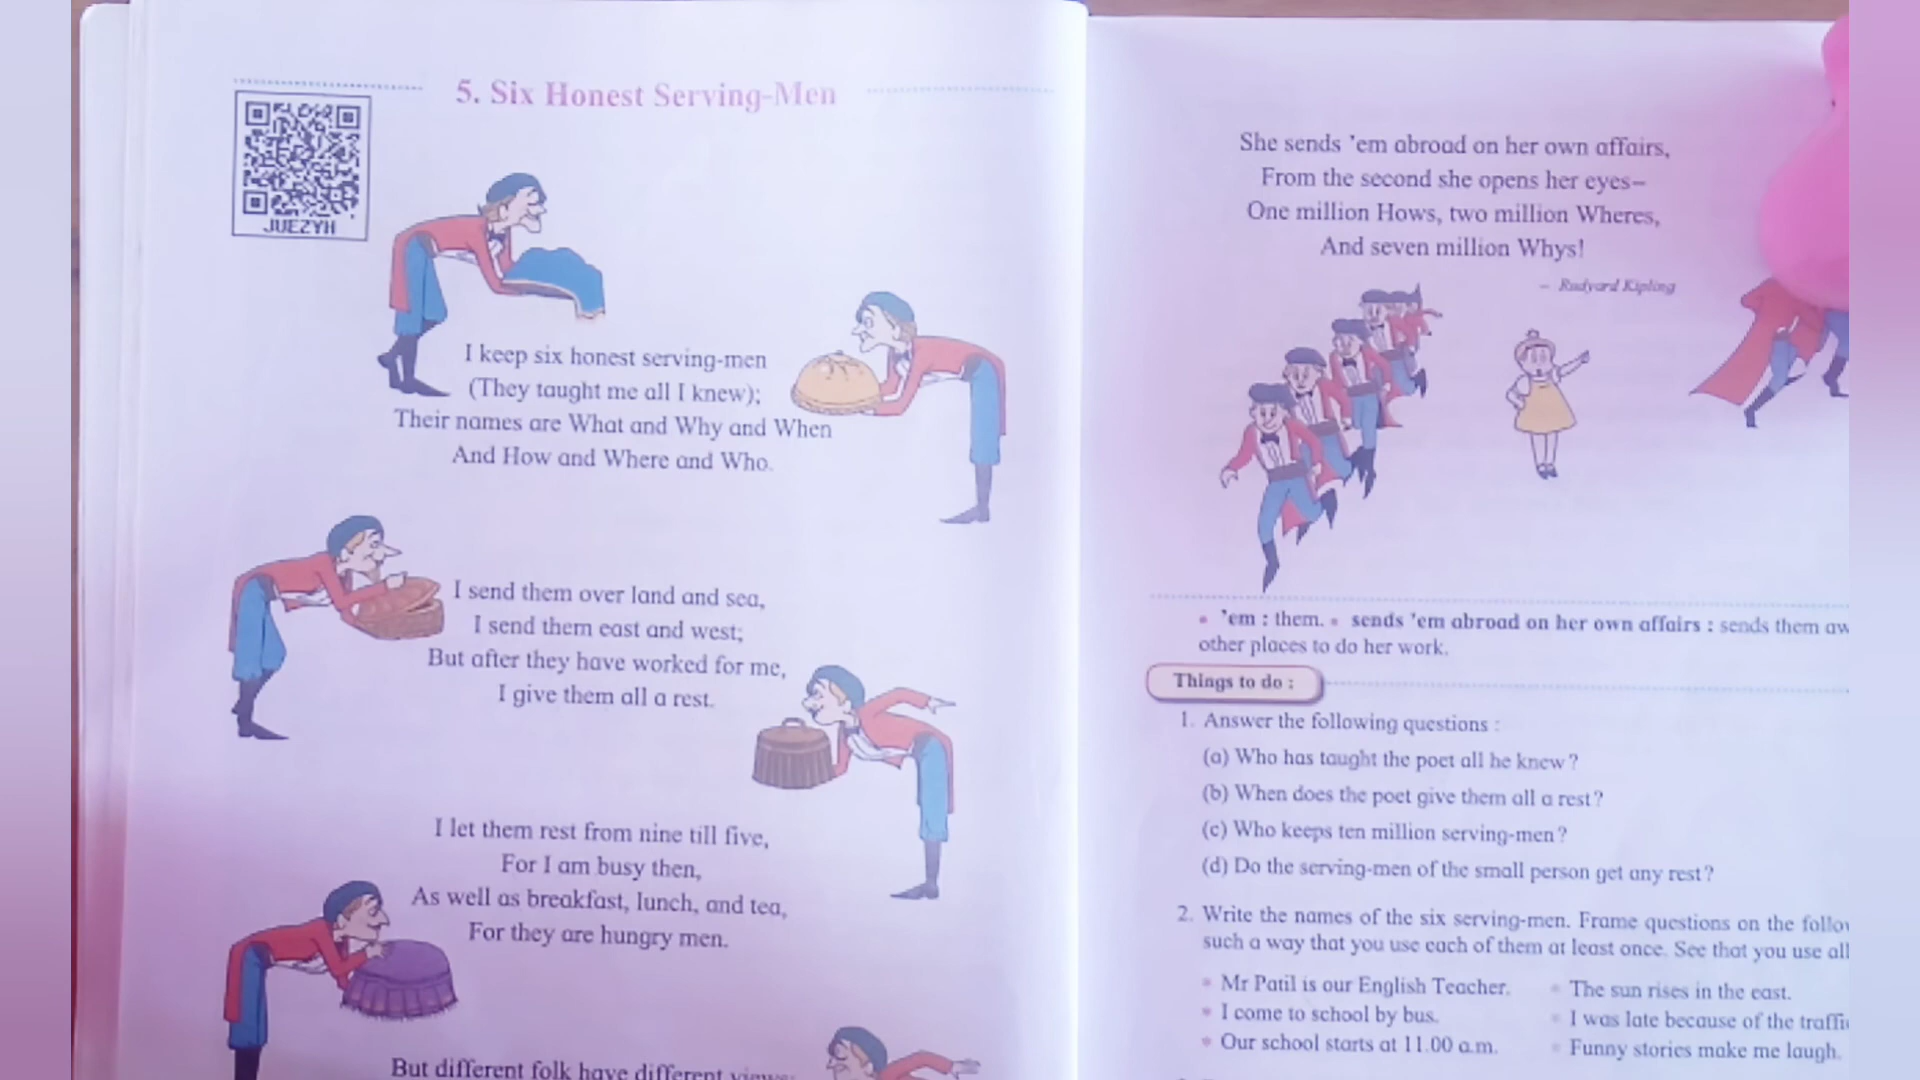 5. Six Honest Serving-Men
JUEZYH
I keep six honest serving-men
(They taught me all I knew);
Their names are What and Why and When
And How and Where and Who.
I send them over land and sea,
I send them east and west;
But after they have worked for me,
I give them all a rest.
I let them rest from nine till five,
For I am busy then,
As well as breakfast, lunch, and tea,
For they are hungry men.
But different folk have different
She sends 'em abroad on her own affairs,
From the second she opens her eyes–
One million Hows, two million Wheres,
And seven million Whys!
– Rudyard Kipling
• 'em : them. • sends 'em abroad on her own affairs : sends them
other places to do her work.
Things to do :
1. Answer the following questions :
(a) Who has taught the poet all he knew?
(b) When does the poet give them all a rest?
(c) Who keeps ten million serving-men?
(d) Do the serving-men of the small person get any rest?
2. Write the names of the six serving-men. Frame questions on the
such a way that you use each of them at least once. See that you use all
• Mr Patil is our English Teacher. • The sun rises in the east.
• I come to school by bus. • I was late because of the
• Our school starts at 11.00 a.m. • Funny stories make me laugh.